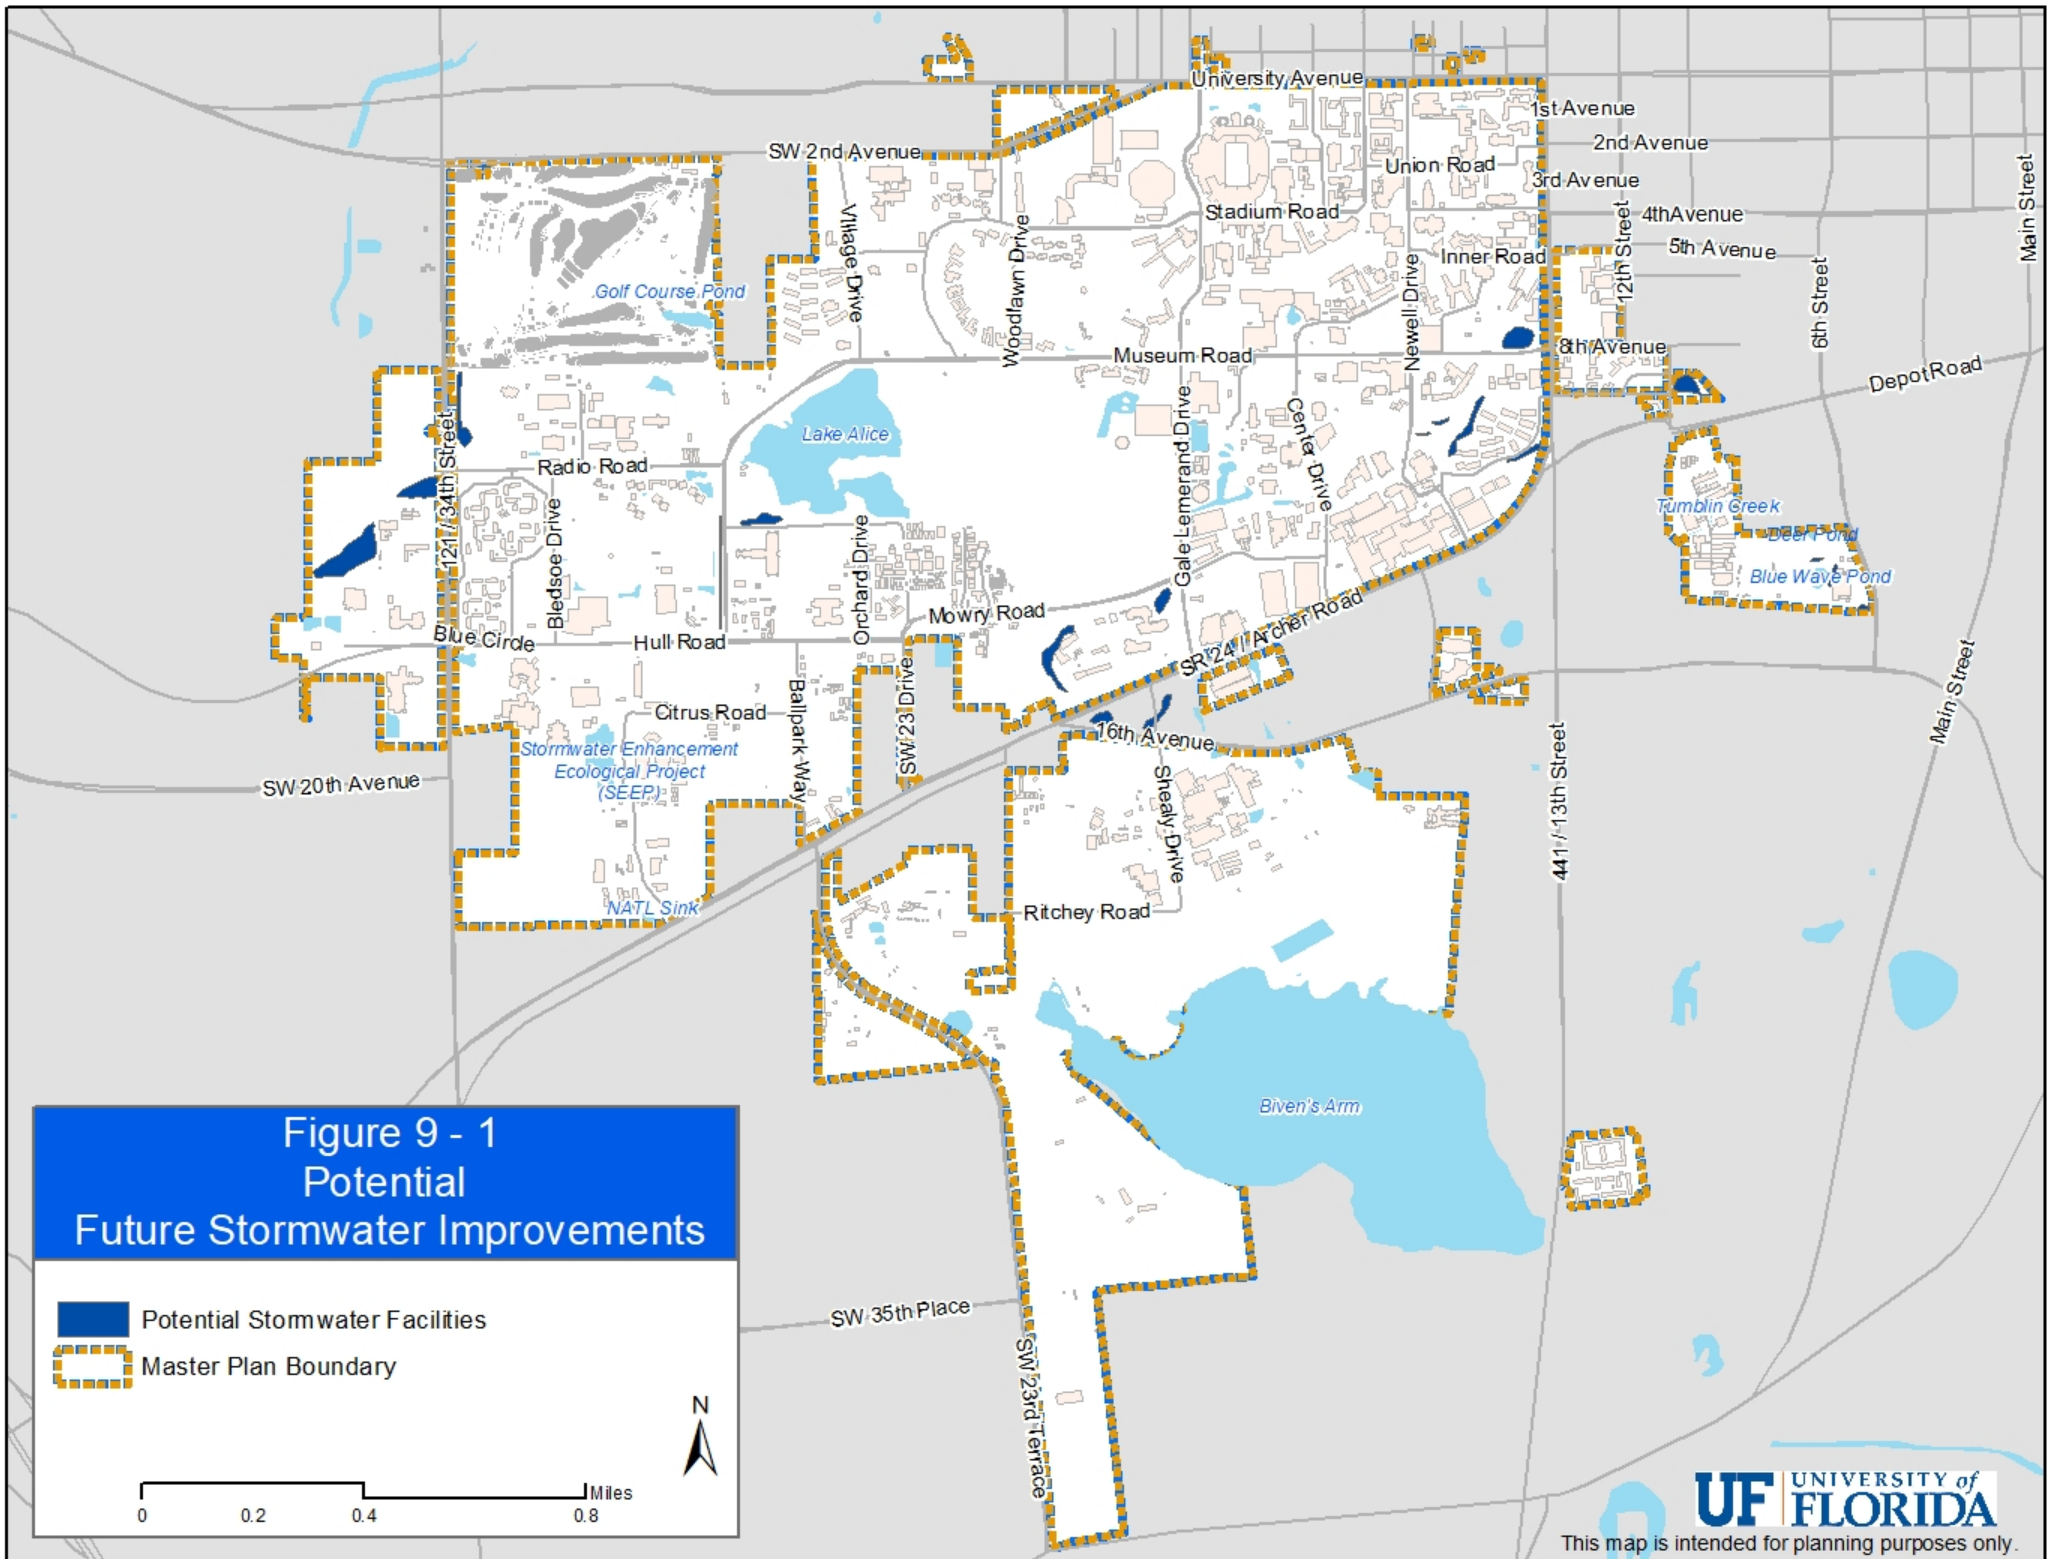 University Avenue
1st Avenue
SW 2nd Avenue
2nd Avenue
Union Road
3rd Avenue
Main Street
Village Drive
Stadium Road
4thAvenue
12th Street
Woodlawn Drive
5th Avenue
Inner Road
Newell Drive
6th Street
Golf Course Pond
Museum Road
8th Avenue
Depot Road
Lake Alice
121 / 34th Street
Radio Road
Gale Lemerand Drive
Center Drive
Bledsoe Drive
Orchard Drive
Tumblin Creek
Deer Pond
Blue Wave Pond
Mowry Road
Blue Circle
Hull Road
SR 24 / Archer Road
SW 23 Drive
Ballpark Way
Citrus Road
16th Avenue
Main Street
Stormwater Enhancement
Ecological Project
(SEEP)
SW 20th Avenue
Shealy Drive
441 / 13th Street
NATL Sink
Ritchey Road
Biven's Arm
SW 35th Place
SW 23rd Terrace
Figure 9 - 1
Potential
Future Stormwater Improvements
Potential Stormwater Facilities
Master Plan Boundary
N
Miles
0 0.2 0.4 0.8
UF UNIVERSITY of
FLORIDA
This map is intended for planning purposes only.